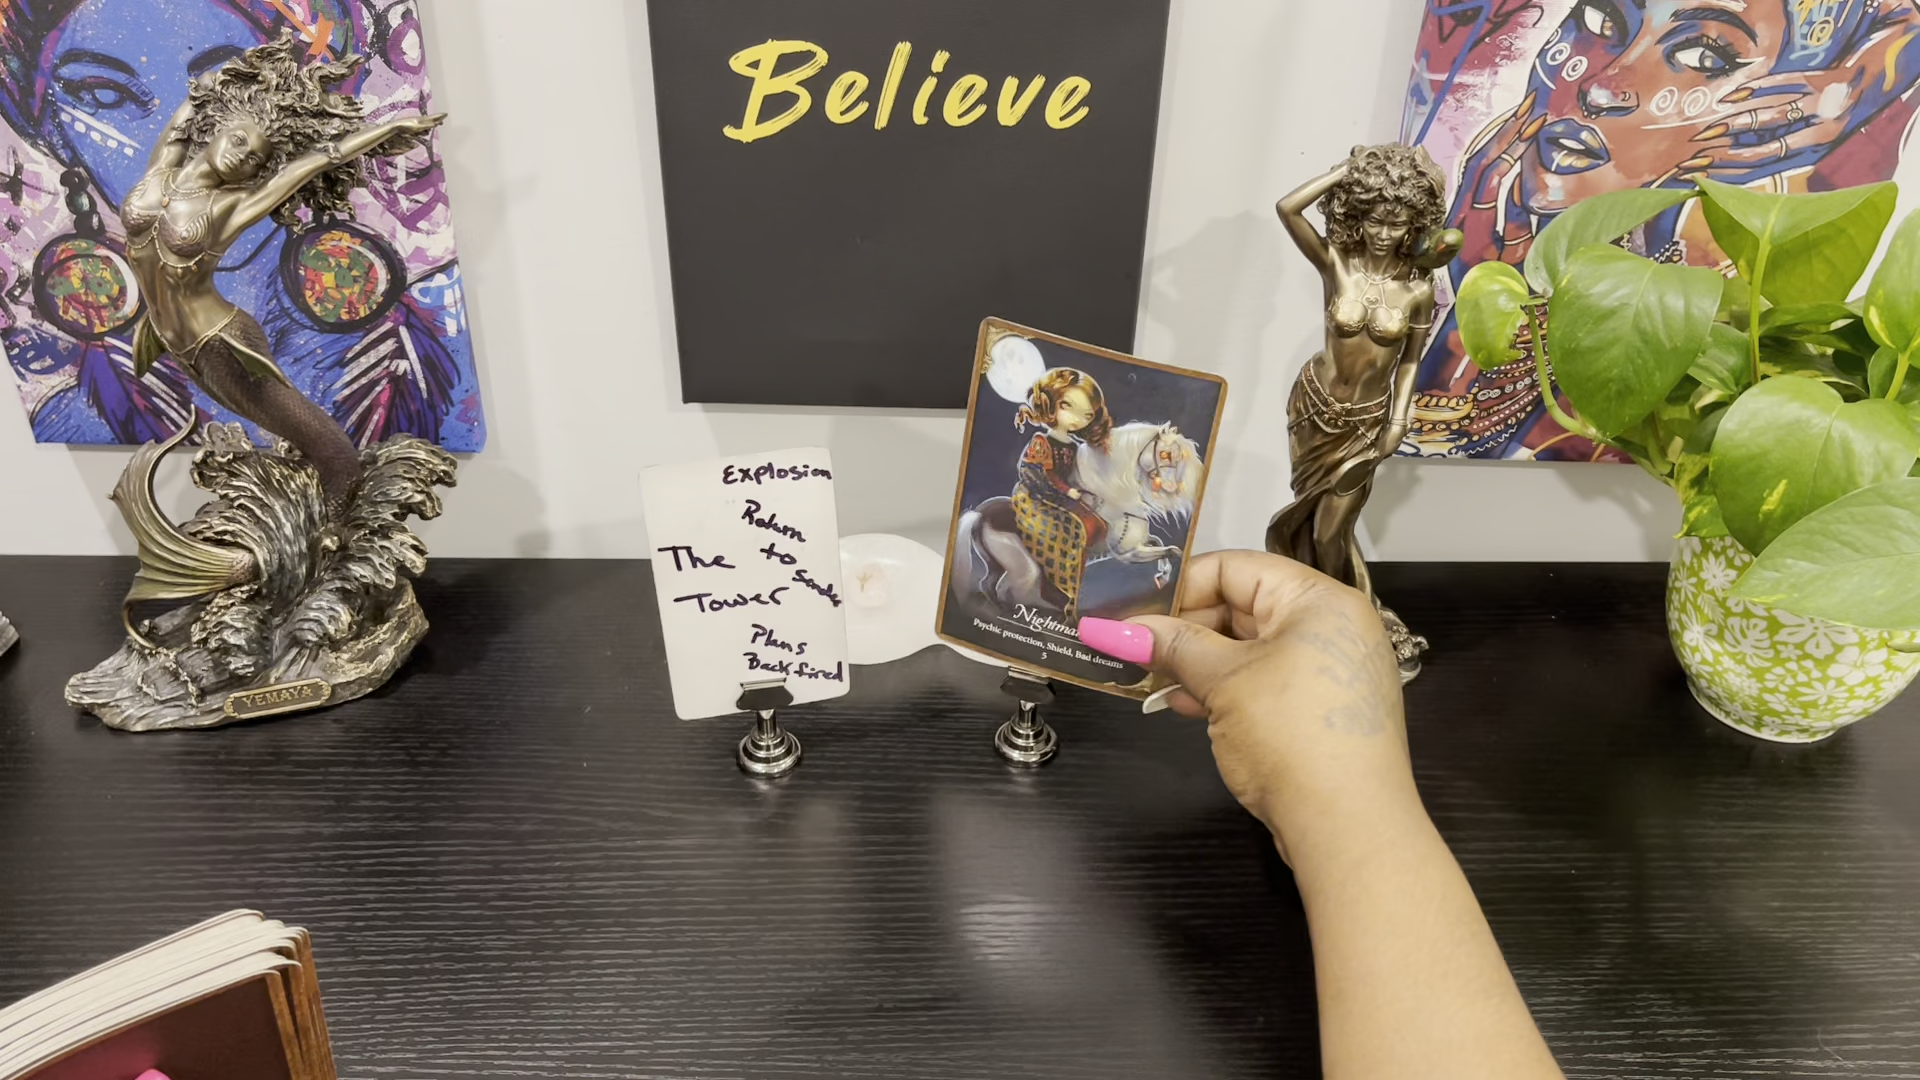 Believe
Explosion
Return
to
Sender
The
Tower
Plans
Backfired
Psychic protection, Shield, Bad dreams
5
YEMAYA